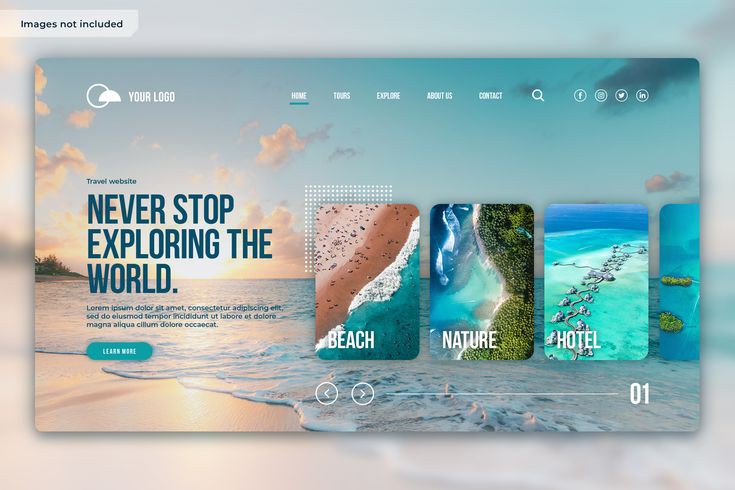 Images not included
YOUR LOGO
HOME
TOURS
EXPLORE
ABOUT US
CONTACT
Travel website
NEVER STOP
EXPLORING THE
WORLD.
Lorem ipsum dolor sit amet, consectetur adipiscing elit,
sed do eiusmod tempor incididunt ut labore et dolore
magna aliqua cillum dolore occaecat.
LEARN MORE
BEACH
NATURE
HOTEL
01